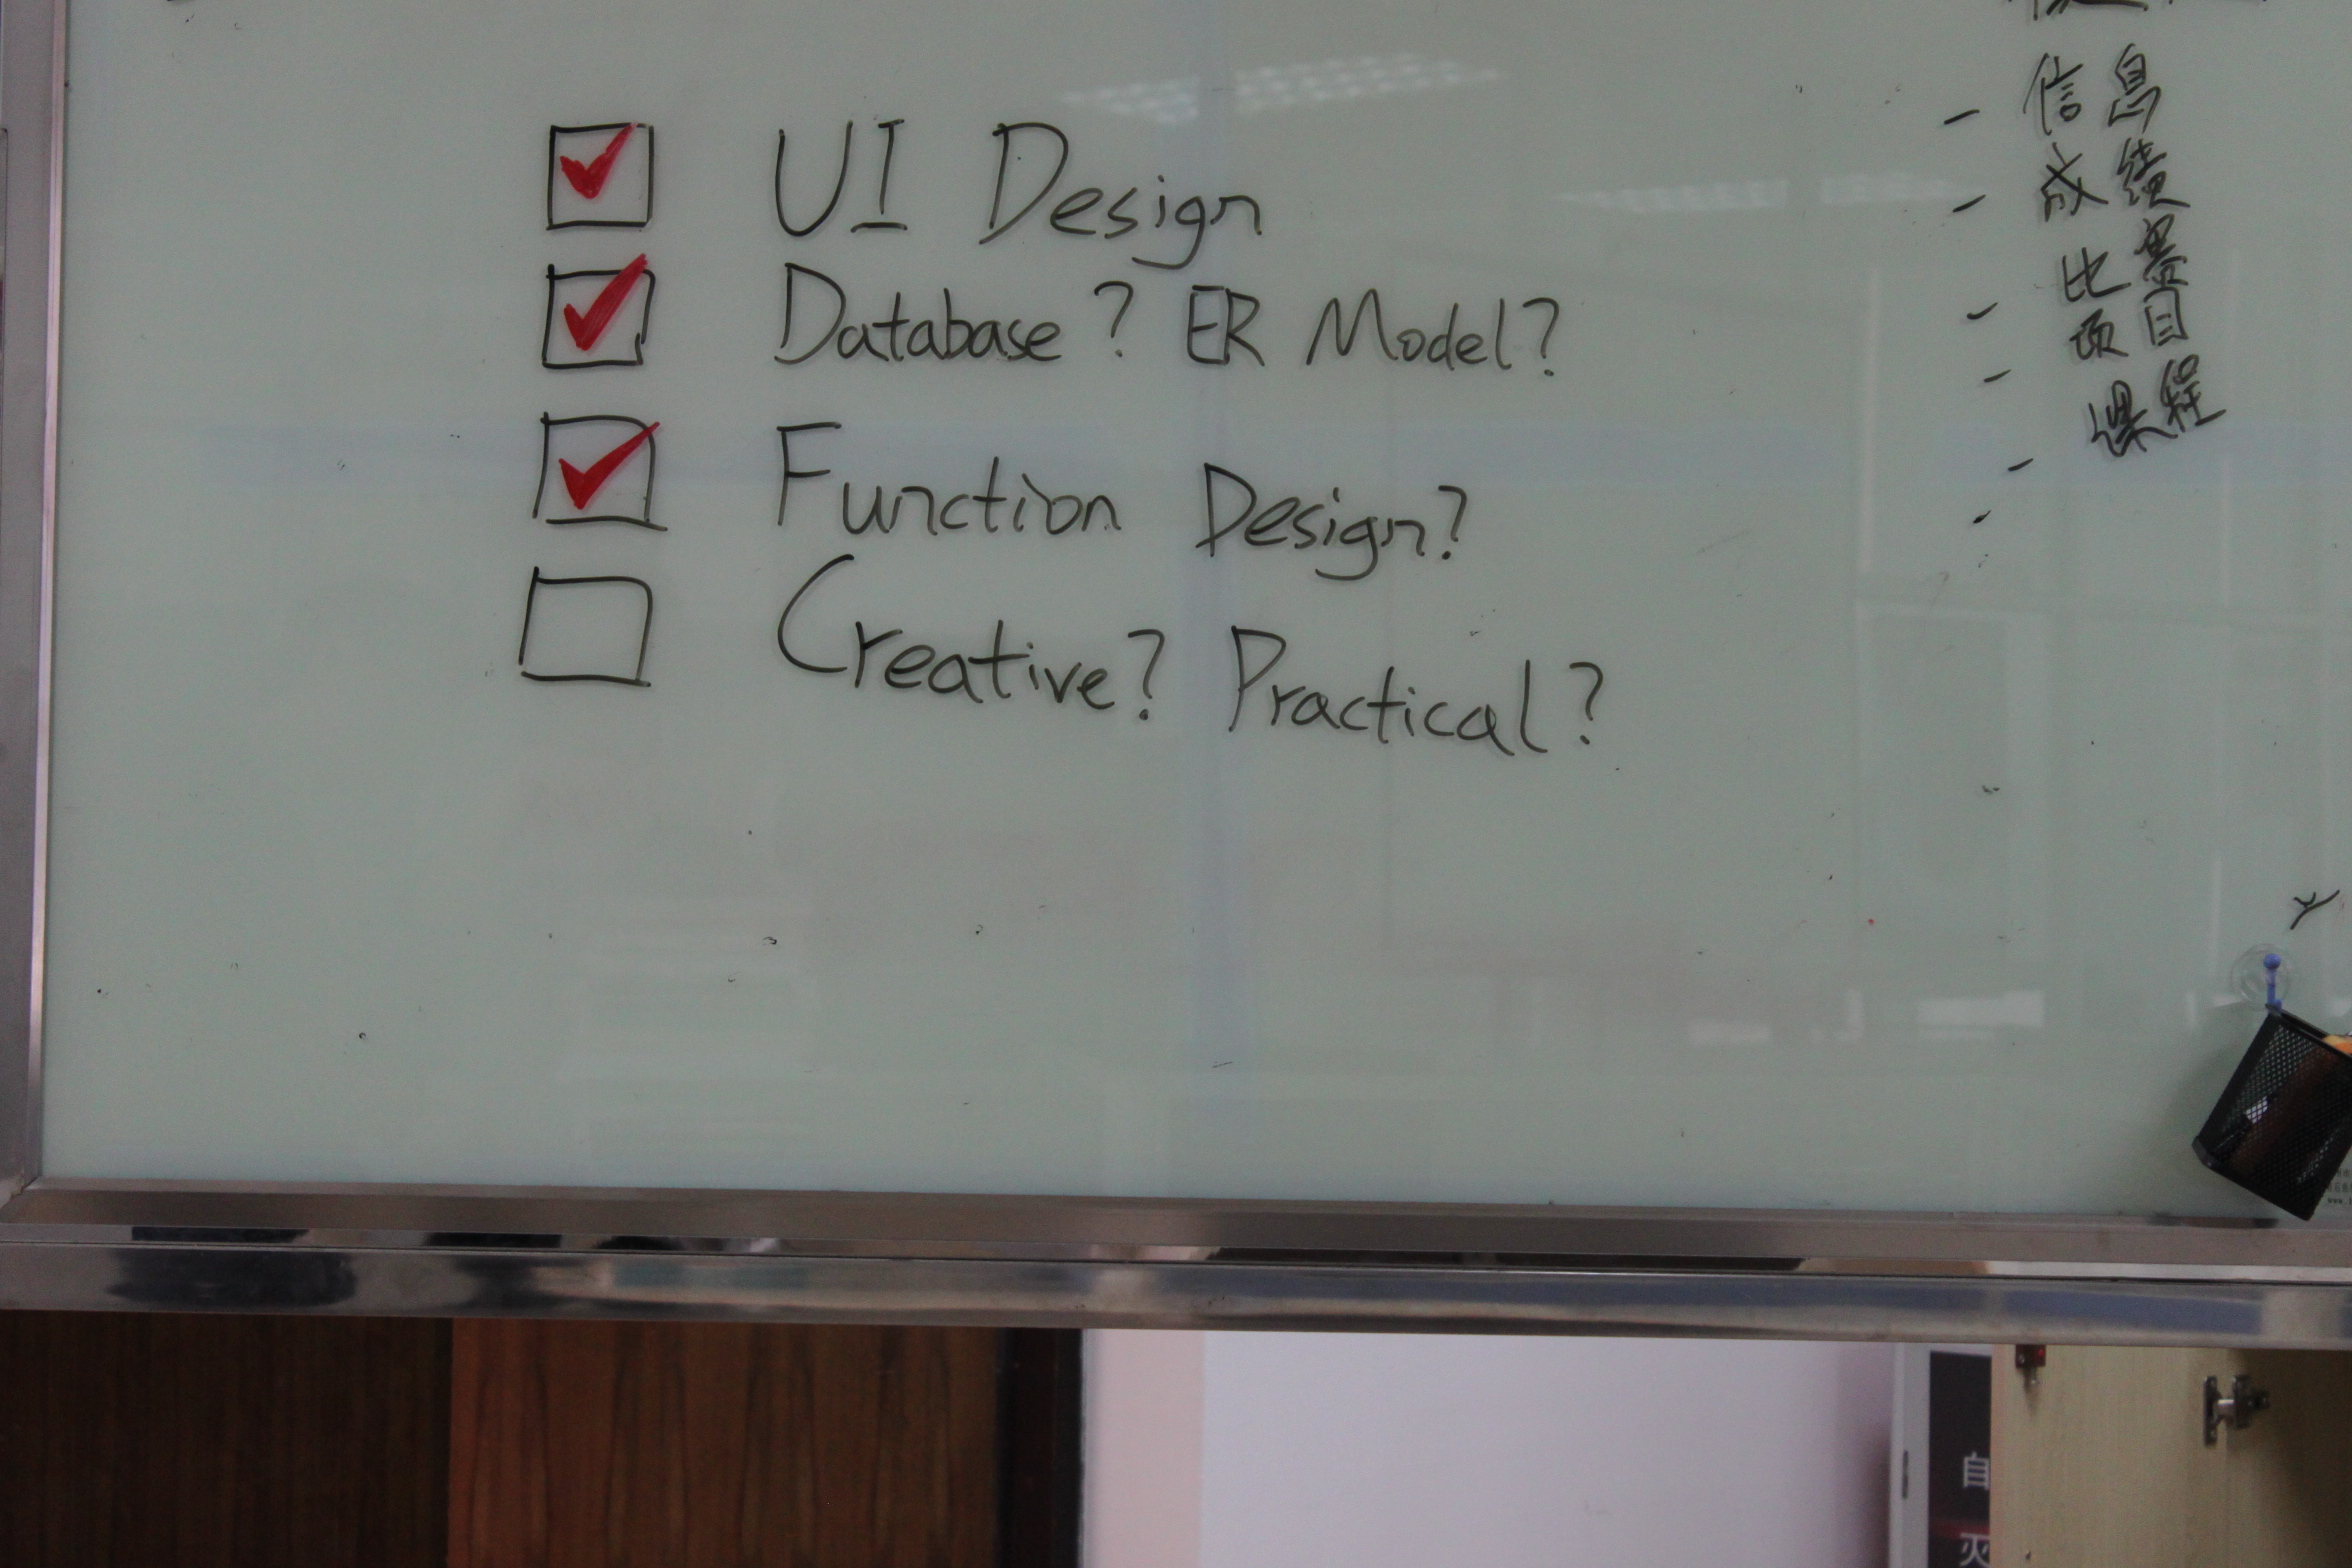 UI Design
Database? ER Model?
Function Design?
Creative? Practical?
- 信息
- 成绩
- 比赛
- 项目
- 课程
-
自
灭